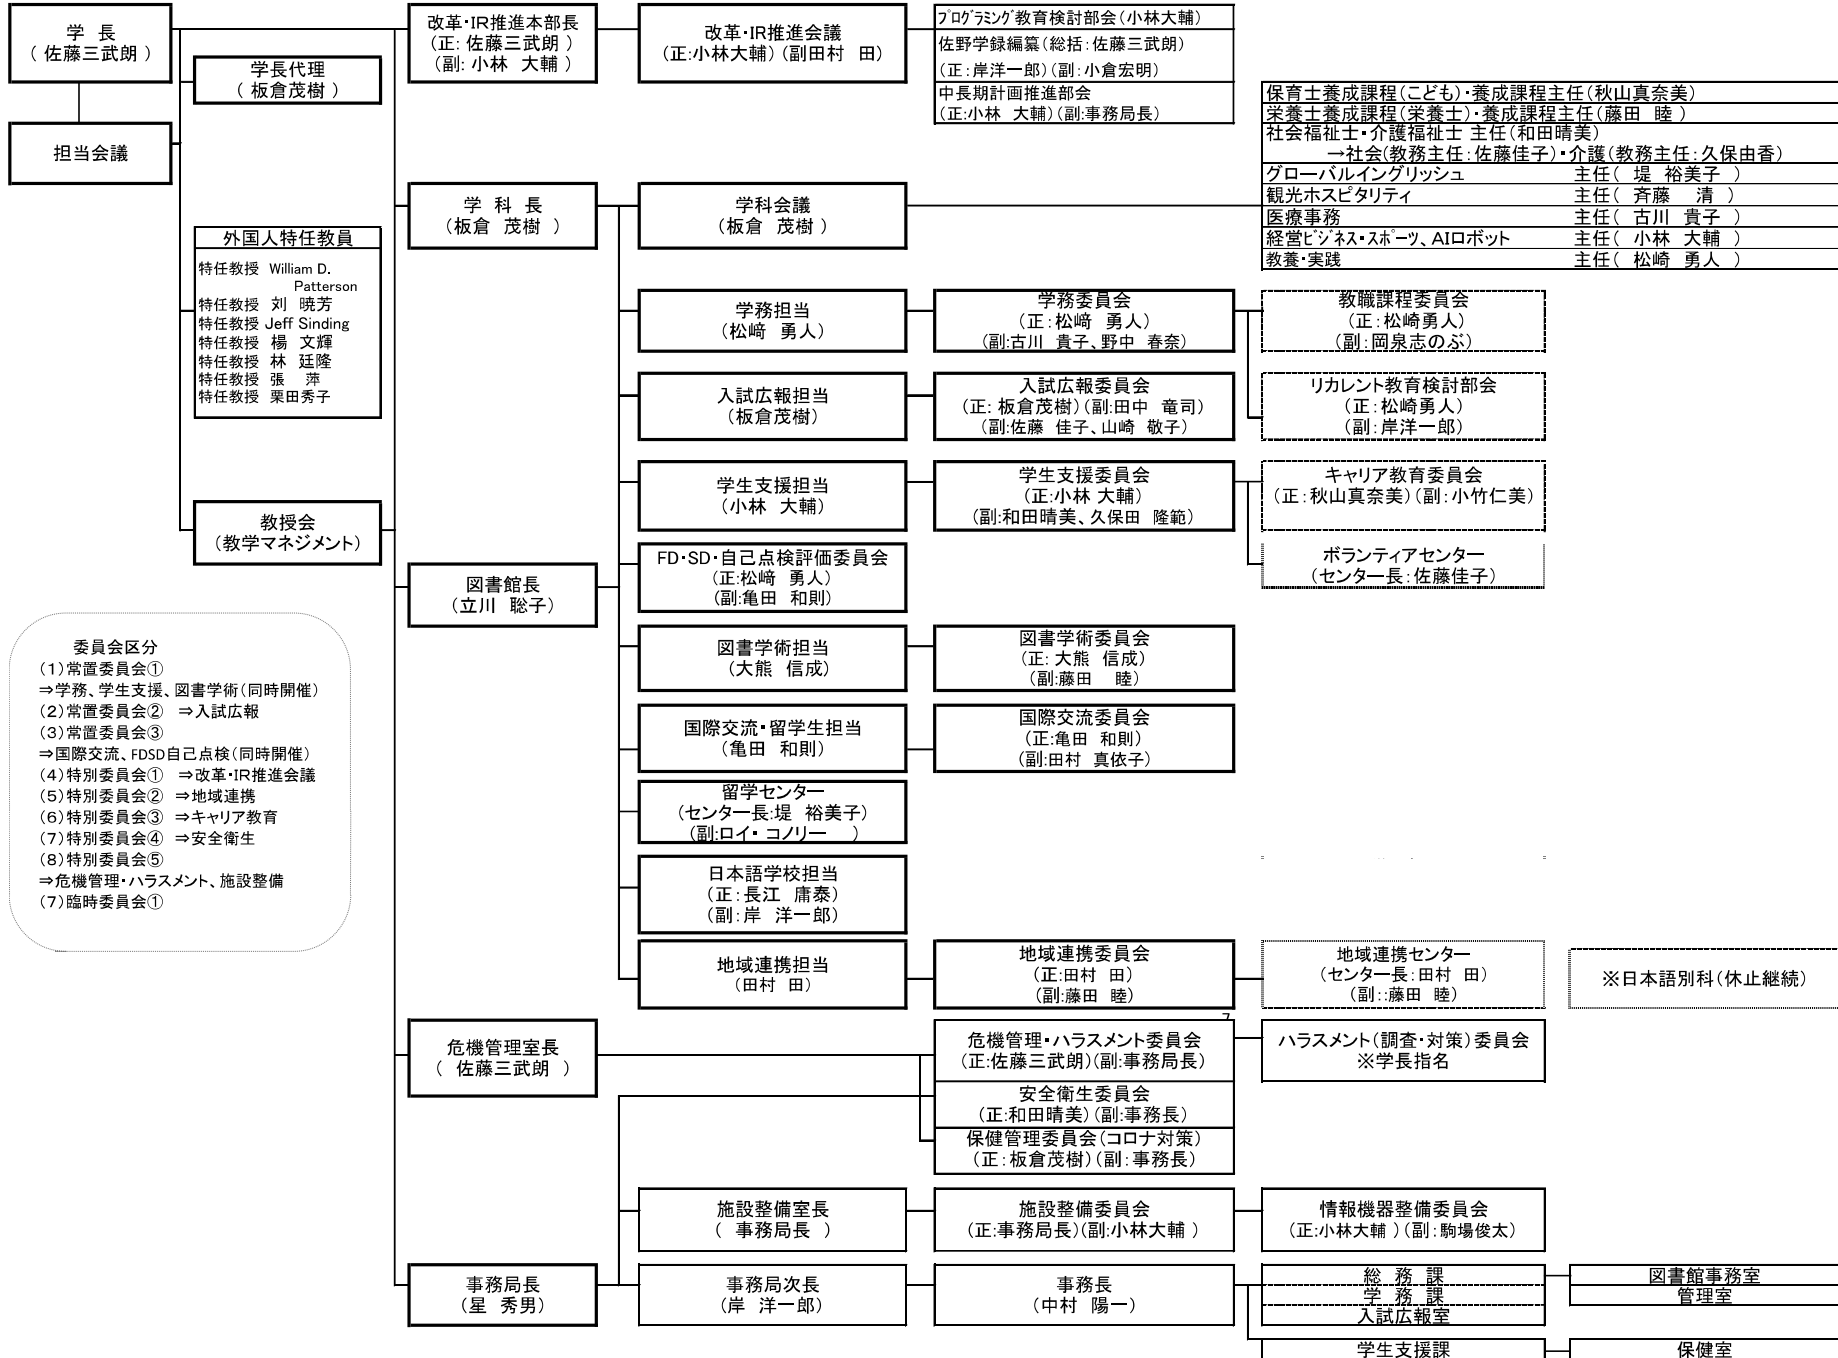 学 長
( 佐藤三武朗 )
担当会議
学長代理
( 板倉茂樹 )
外国人特任教員
特任教授 William D.
Patterson
特任教授 刘 暁芳
特任教授 Jeff Sinding
特任教授 楊 文輝
特任教授 林 廷隆
特任教授 張 萍
特任教授 栗田秀子
教授会
(教学マネジメント)
委員会区分
(1)常置委員会①
⇒学務、学生支援、図書学術(同時開催)
(2)常置委員会② ⇒入試広報
(3)常置委員会③
⇒国際交流、FDSD自己点検(同時開催)
(4)特別委員会① ⇒改革・IR推進会議
(5)特別委員会② ⇒地域連携
(6)特別委員会③ ⇒キャリア教育
(7)特別委員会④ ⇒安全衛生
(8)特別委員会⑤
⇒危機管理・ハラスメント、施設整備
(7)臨時委員会①
改革・IR推進本部長
(正: 佐藤三武朗 )
(副: 小林 大輔 )
改革・IR推進会議
(正:小林大輔) (副田村 田)
プログラミング教育検討部会(小林大輔)
佐野学録編纂(総括:佐藤三武朗)
(正:岸洋一郎)(副:小倉宏明)
中長期計画推進部会
(正:小林 大輔)(副:事務局長)
学 科 長
(板倉 茂樹 )
学科会議
(板倉 茂樹 )
保育士養成課程(こども)・養成課程主任(秋山真奈美)
栄養士養成課程(栄養士)・養成課程主任(藤田 睦 )
社会福祉士・介護福祉士 主任(和田晴美)
→社会(教務主任:佐藤佳子)・介護(教務主任:久保由香)
グローバルイングリッシュ 主任( 堤 裕美子 )
観光ホスピタリティ 主任( 斉藤 清 )
医療事務 主任( 古川 貴子 )
経営ビジネス・スポーツ、AIロボット 主任( 小林 大輔 )
教養・実践 主任( 松崎 勇人 )
学務担当
(松﨑 勇人)
学務委員会
(正:松﨑 勇人)
(副:古川 貴子、野中 春奈)
教職課程委員会
(正:松崎勇人)
(副:岡泉志のぶ)
入試広報担当
(板倉茂樹)
入試広報委員会
(正: 板倉茂樹)(副:田中 竜司)
(副:佐藤 佳子、山崎 敬子)
リカレント教育検討部会
(正:松崎勇人)
(副:岸洋一郎)
学生支援担当
(小林 大輔)
学生支援委員会
(正:小林 大輔)
(副:和田晴美、久保田 隆範)
キャリア教育委員会
(正:秋山真奈美)(副:小竹仁美)
ボランティアセンター
(センター長:佐藤佳子)
図書館長
(立川 聡子)
FD・SD・自己点検評価委員会
(正:松﨑 勇人)
(副:亀田 和則)
図書学術担当
(大熊 信成)
図書学術委員会
(正: 大熊 信成)
(副:藤田 睦)
国際交流・留学生担当
(亀田 和則)
国際交流委員会
(正:亀田 和則)
(副:田村 真依子)
留学センター
(センター長:堤 裕美子)
(副:ロイ・ コノリー )
日本語学校担当
(正:長江 庸泰)
(副:岸 洋一郎)
地域連携担当
(田村 田)
地域連携委員会
(正:田村 田)
(副:藤田 睦)
地域連携センター
(センター長:田村 田)
(副::藤田 睦)
※日本語別科(休止継続)
危機管理室長
( 佐藤三武朗 )
危機管理・ハラスメント委員会
(正:佐藤三武朗)(副:事務局長)
ハラスメント(調査・対策)委員会
※学長指名
安全衛生委員会
(正:和田晴美)(副:事務長)
保健管理委員会(コロナ対策)
(正:板倉茂樹)(副:事務長)
施設整備室長
( 事務局長 )
施設整備委員会
(正:事務局長)(副:小林大輔 )
情報機器整備委員会
(正:小林大輔 )(副:駒場俊太)
事務局長
(星 秀男)
事務局次長
(岸 洋一郎)
事務長
(中村 陽一)
総 務 課
学 務 課
入試広報室
学生支援課
図書館事務室
管理室
保健室